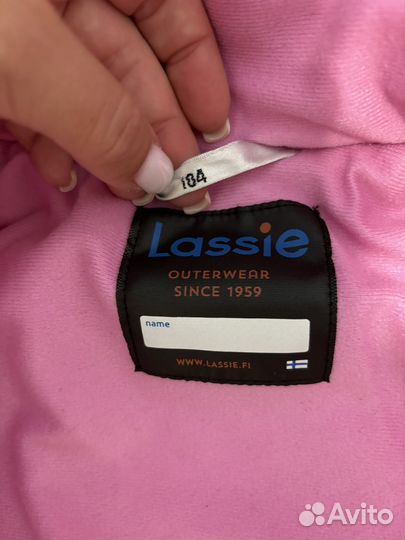 104
Lassie
OUTERWEAR
SINCE 1959
name
WWW.LASSIE.FI
Avito